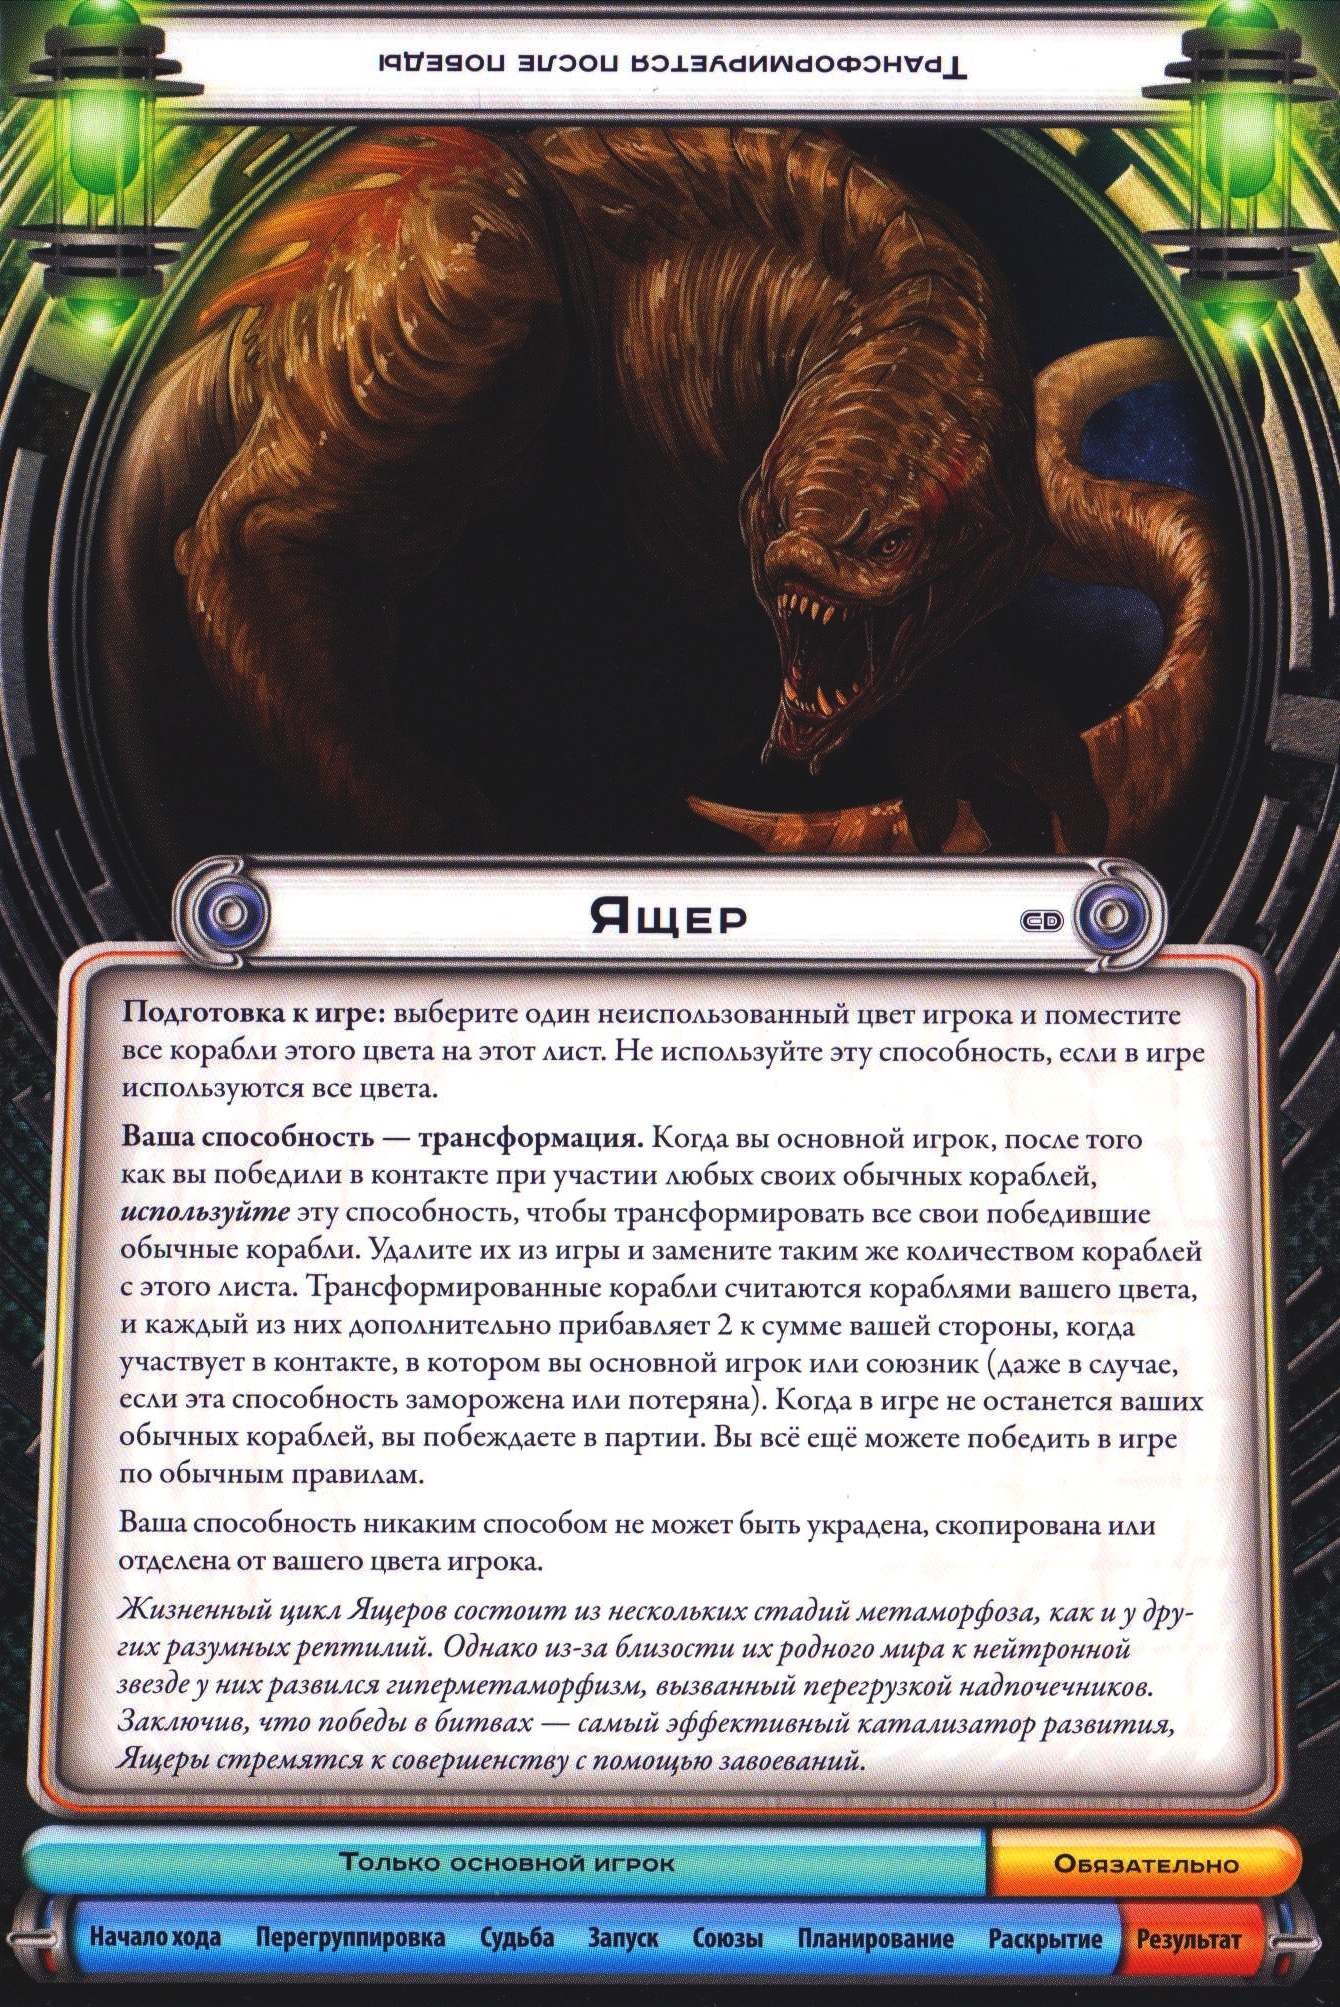 Трансформируется после победы
Ящер
CD
Подготовка к игре: выберите один неиспользованный цвет игрока и поместите
все корабли этого цвета на этот лист. Не используйте эту способность, если в игре
используются все цвета.
Ваша способность — трансформация. Когда вы основной игрок, после того
как вы победили в контакте при участии любых своих обычных кораблей,
используйте эту способность, чтобы трансформировать все свои победившие
обычные корабли. Удалите их из игры и замените таким же количеством кораблей
с этого листа. Трансформированные корабли считаются кораблями вашего цвета,
и каждый из них дополнительно прибавляет 2 к сумме вашей стороны, когда
участвует в контакте, в котором вы основной игрок или союзник (даже в случае,
если эта способность заморожена или потеряна). Когда в игре не останется ваших
обычных кораблей, вы побеждаете в партии. Вы всё ещё можете победить в игре
по обычным правилам.
Ваша способность никаким способом не может быть украдена, скопирована или
отделена от вашего цвета игрока.
Жизненный цикл Ящеров состоит из нескольких стадий метаморфоза, как и у дру-
гих разумных рептилий. Однако из-за близости их родного мира к нейтронной
звезде у них развился гиперметаморфизм, вызванный перегрузкой надпочечников.
Заключив, что победы в битвах — самый эффективный катализатор развития,
Ящеры стремятся к совершенству с помощью завоеваний.
Только основной игрок Обязательно
Начало хода Перегруппировка Судьба Запуск Союзы Планирование Раскрытие Результат